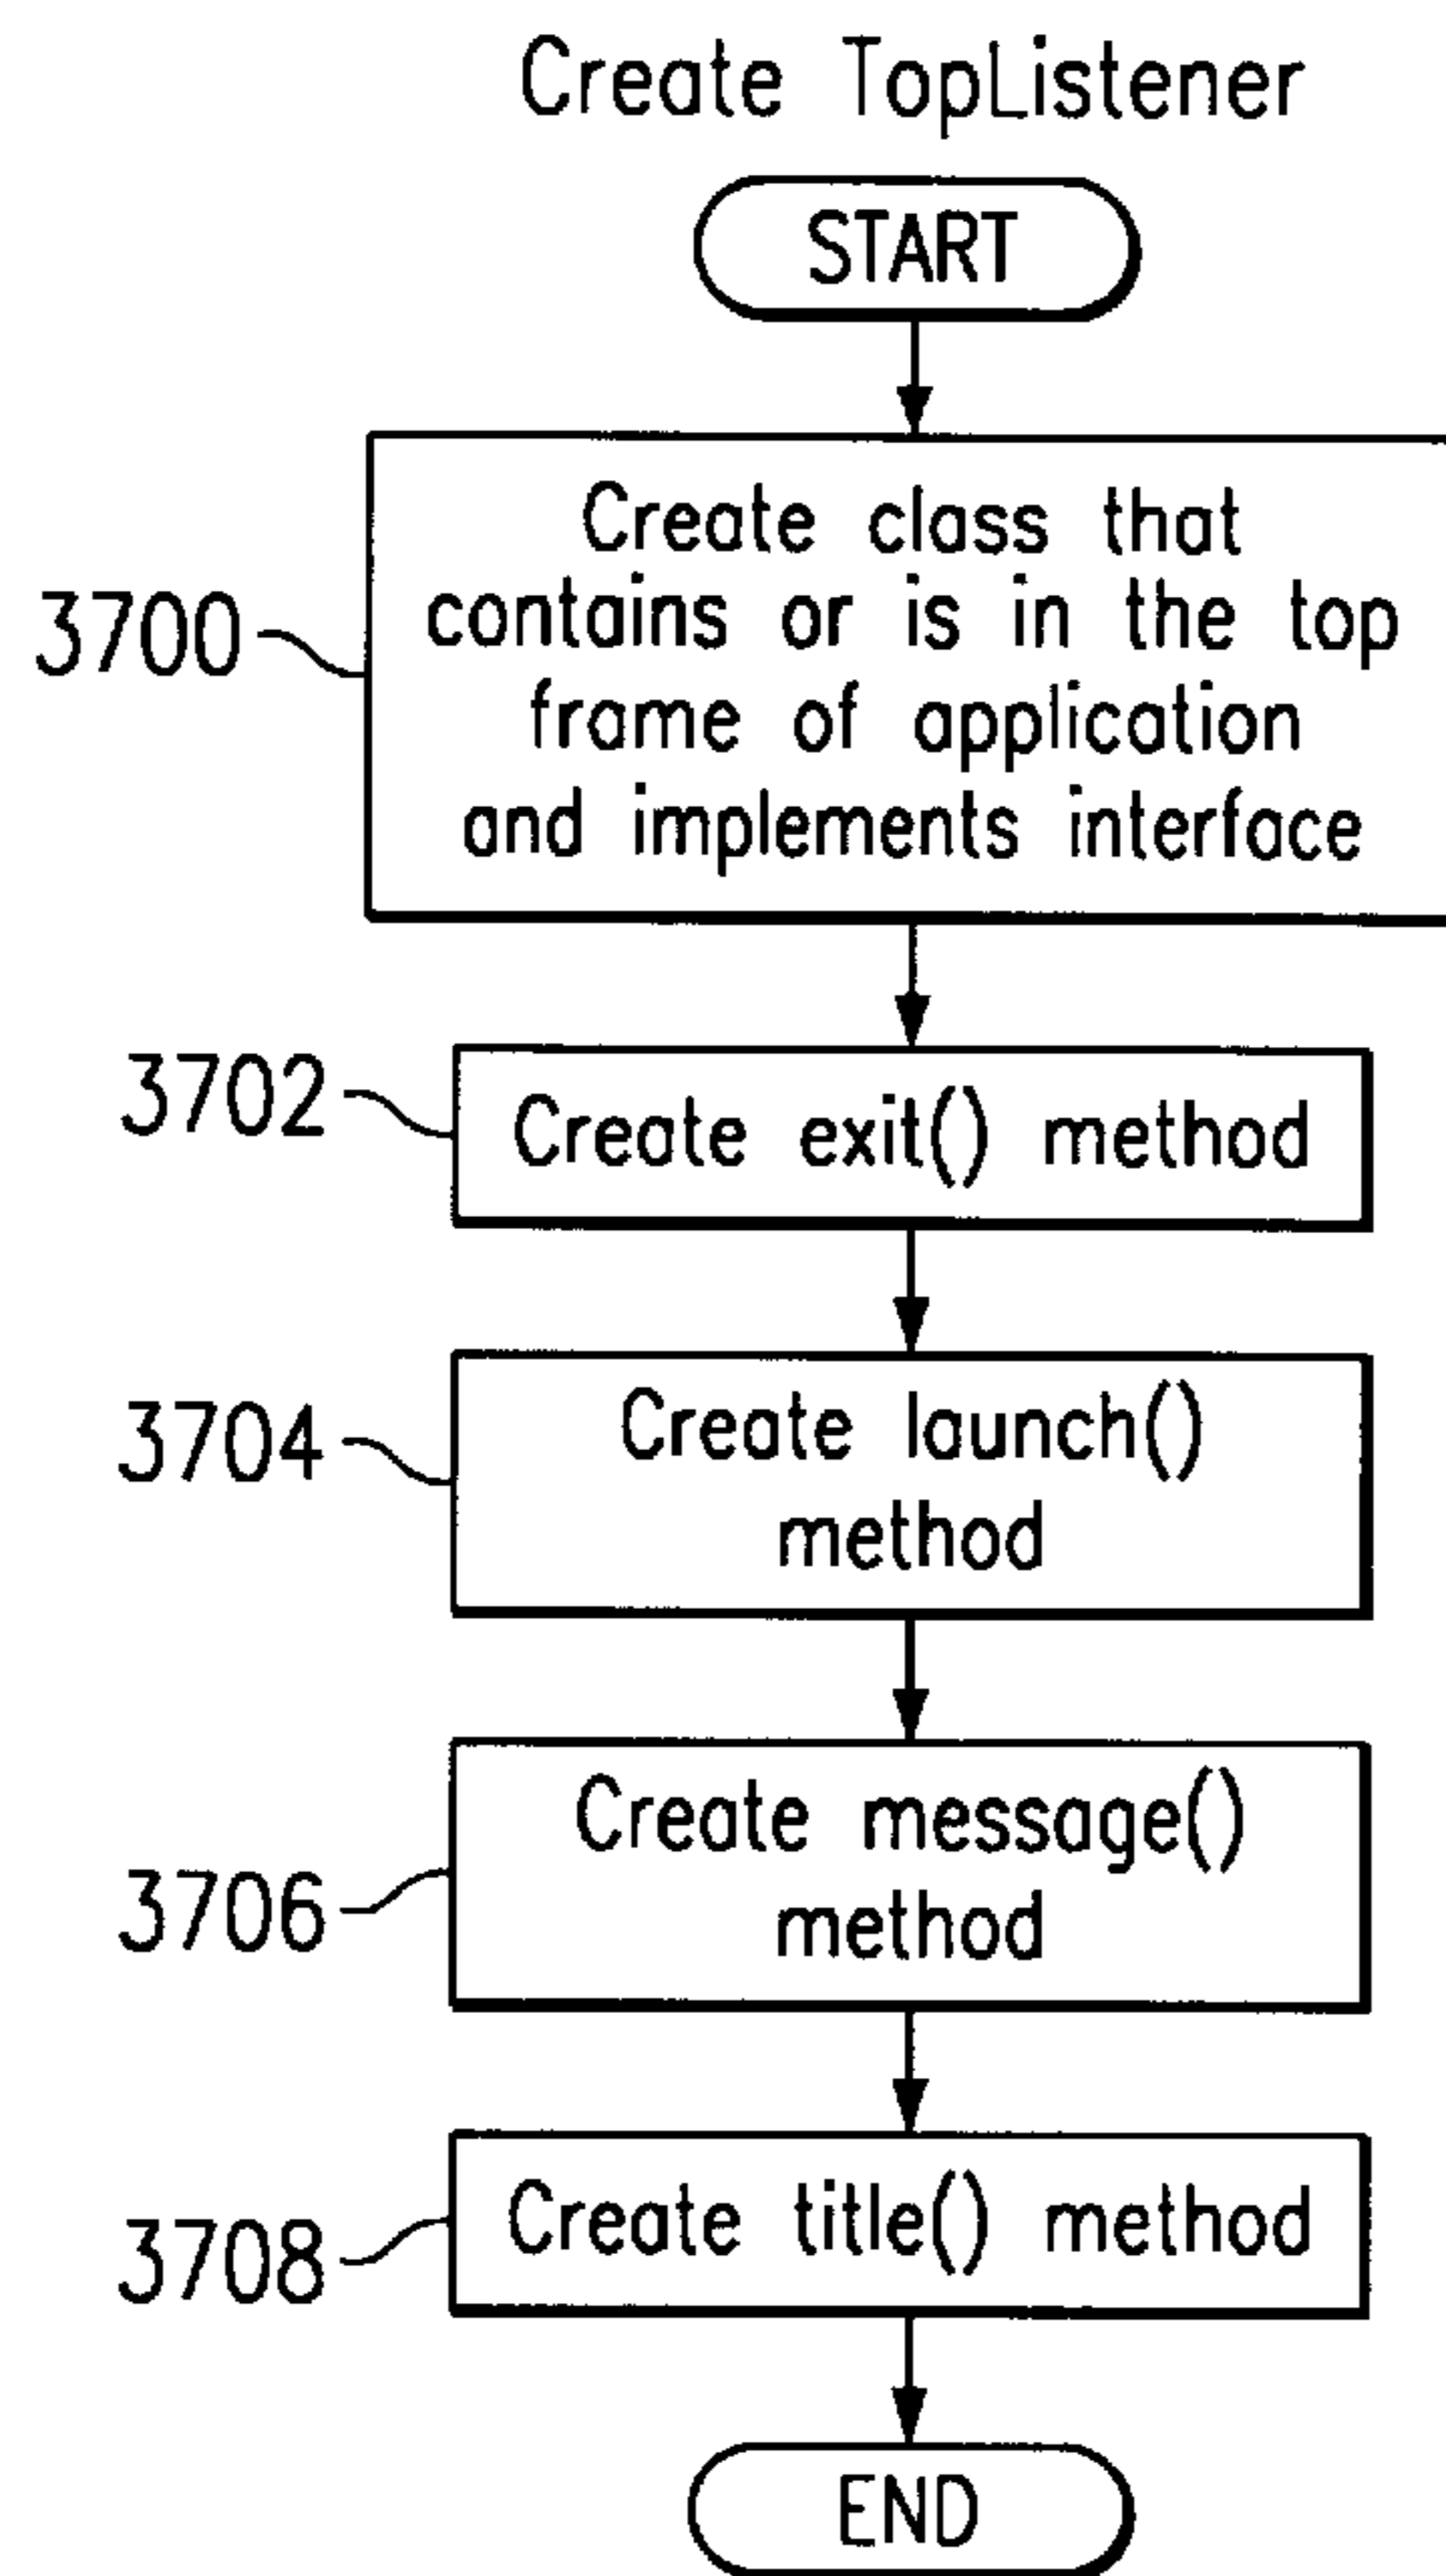 Create TopListener
START
Create class that
contains or is in the top
frame of application
and implements interface
3700
Create exit() method
3702
Create launch()
method
3704
Create message()
method
3706
Create title() method
3708
END